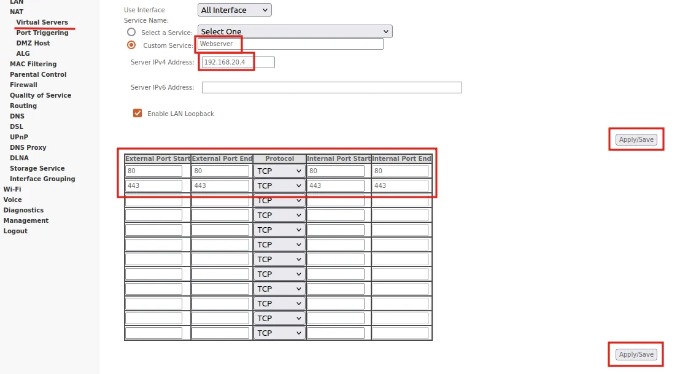 LAN
NAT
Virtual Servers
Port Triggering
DMZ Host
ALG
MAC Filtering
Parental Control
Firewall
Quality of Service
Routing
DNS
DSL
UPnP
DNS Proxy
DLNA
Storage Service
Interface Grouping
Wi-Fi
Voice
Diagnostics
Management
Logout
Use Interface All Interface
Service Name:
Select a Service: Select One
Custom Service: Webserver
Server IPv4 Address: 192.168.20.4
Server IPv6 Address:
Enable LAN Loopback
Apply/Save
External Port Start External Port End Protocol Internal Port Start Internal Port End
80 80 TCP 80 80
443 443 TCP 443 443
TCP
TCP
TCP
TCP
TCP
TCP
TCP
TCP
TCP
TCP
Apply/Save